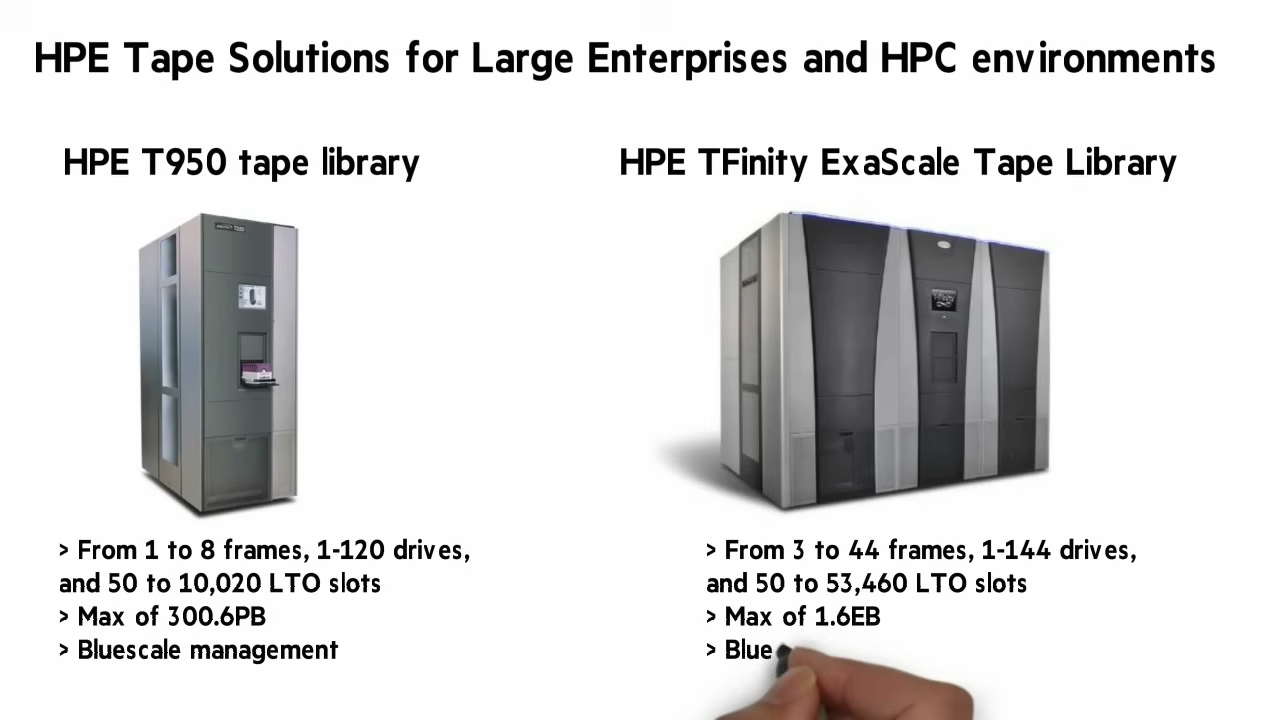 HPE Tape Solutions for Large Enterprises and HPC environments
HPE T950 tape library
HPE TFinity ExaScale Tape Library
> From 1 to 8 frames, 1-120 drives,
and 50 to 10,020 LTO slots
> Max of 300.6PB
> Bluescale management
> From 3 to 44 frames, 1-144 drives,
and 50 to 53,460 LTO slots
> Max of 1.6EB
> Blue